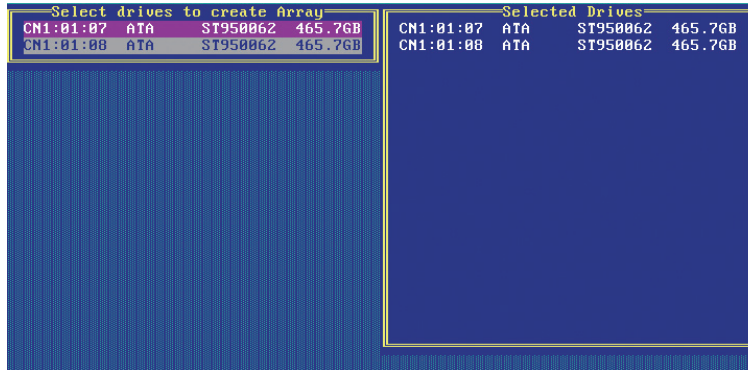 Select drives to create Array
CN1:01:07 ATA ST950062 465.7GB
CN1:01:08 ATA ST950062 465.7GB
Selected Drives
CN1:01:07 ATA ST950062 465.7GB
CN1:01:08 ATA ST950062 465.7GB